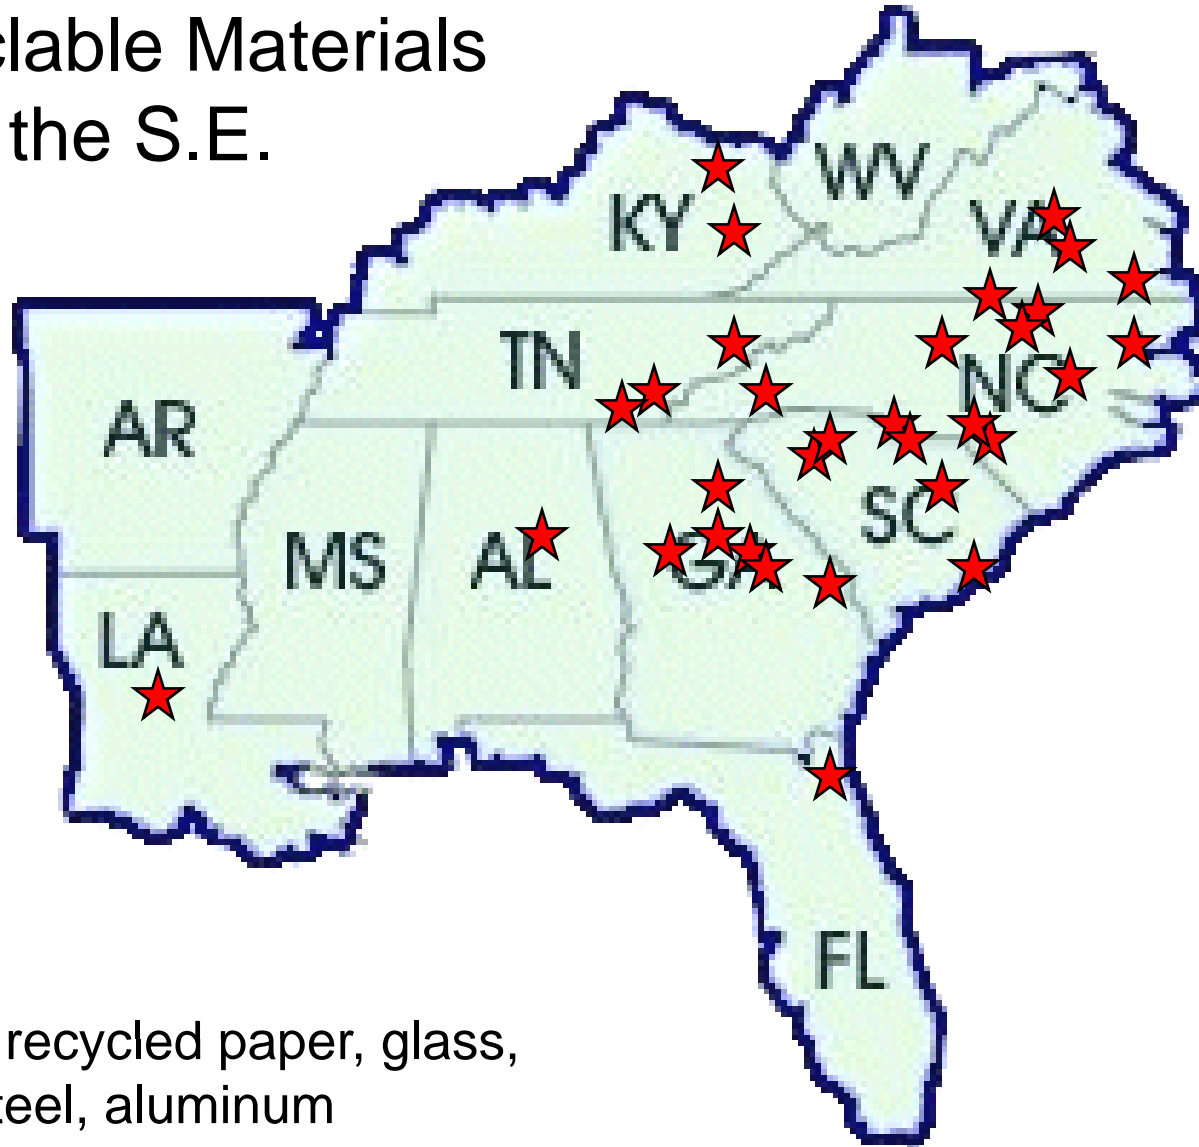 clable Materials
the S.E.
WV
KY
VA
TN
NC
AR
SC
MS
AL
GA
LA
FL
recycled paper, glass,
teel, aluminum